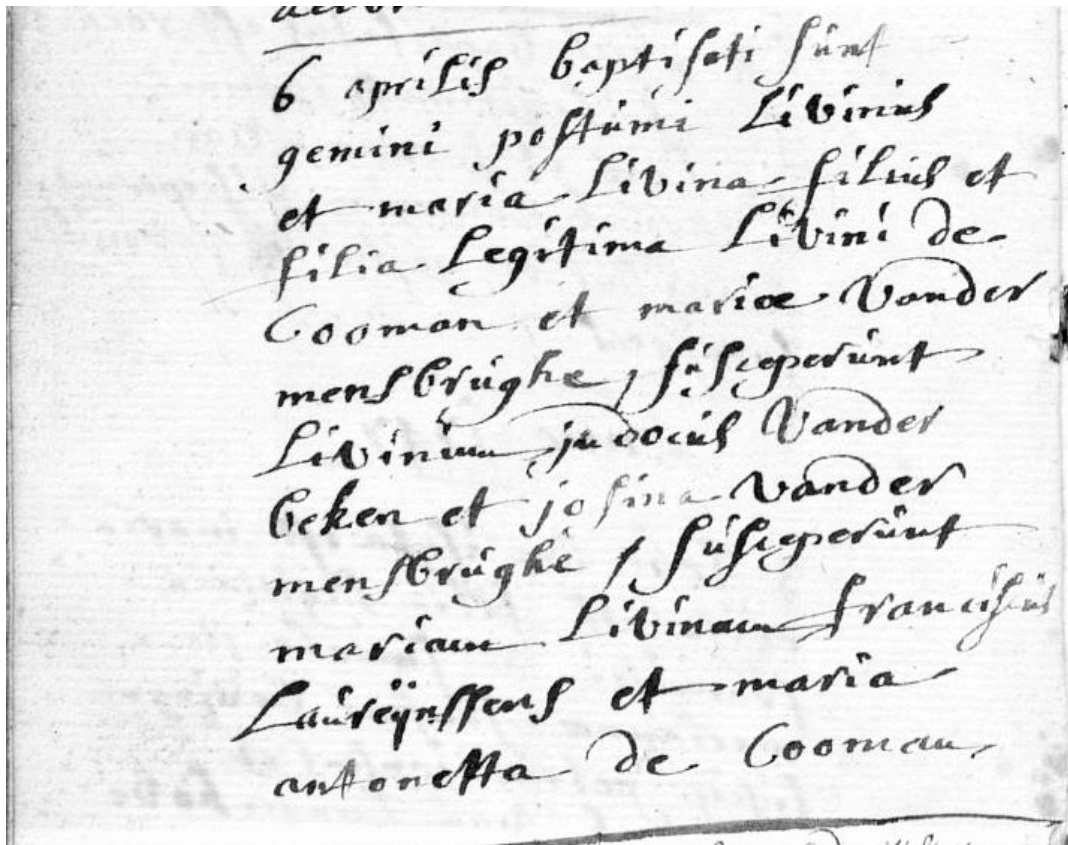 6 aprilis baptisati sunt
gemini postumi Livinus
et maria Livina filius et
filia Legitima Livini de
Cooman et mariæ Vander
mensbrughe / susceperunt
Livinum judocus Vander
beken et josina vander
mensbrughe / susceperunt
mariam Livinam franciscus
Laureÿnssens et maria
antonetta de Cooman